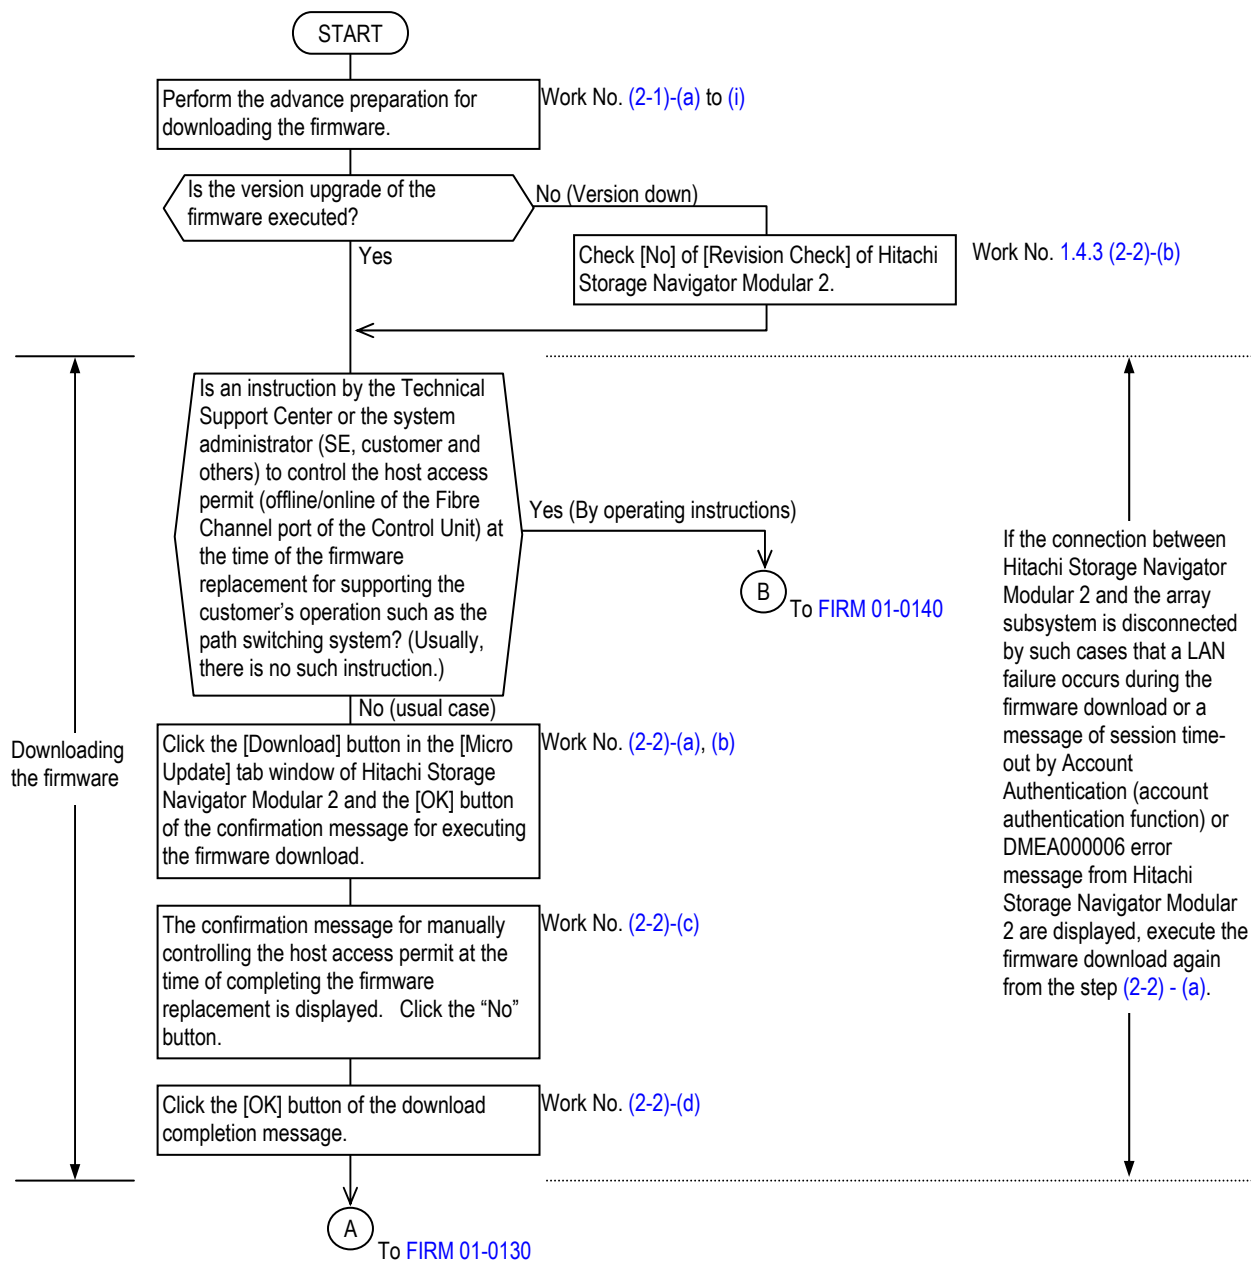 START
Perform the advance preparation for
downloading the firmware.
Work No. (2-1)-(a) to (i)
Is the version upgrade of the
firmware executed?
No (Version down)
Yes
Check [No] of [Revision Check] of Hitachi
Storage Navigator Modular 2.
Work No. 1.4.3 (2-2)-(b)
Is an instruction by the Technical
Support Center or the system
administrator (SE, customer and
others) to control the host access
permit (offline/online of the Fibre
Channel port of the Control Unit) at
the time of the firmware
replacement for supporting the
customer's operation such as the
path switching system? (Usually,
there is no such instruction.)
Yes (By operating instructions)
B
To FIRM 01-0140
No (usual case)
Downloading
the firmware
Click the [Download] button in the [Micro
Update] tab window of Hitachi Storage
Navigator Modular 2 and the [OK] button
of the confirmation message for executing
the firmware download.
Work No. (2-2)-(a), (b)
The confirmation message for manually
controlling the host access permit at the
time of completing the firmware
replacement is displayed. Click the “No”
button.
Work No. (2-2)-(c)
Click the [OK] button of the download
completion message.
Work No. (2-2)-(d)
A
To FIRM 01-0130
If the connection between
Hitachi Storage Navigator
Modular 2 and the array
subsystem is disconnected
by such cases that a LAN
failure occurs during the
firmware download or a
message of session time-
out by Account
Authentication (account
authentication function) or
DMEA000006 error
message from Hitachi
Storage Navigator Modular
2 are displayed, execute the
firmware download again
from the step (2-2) - (a).